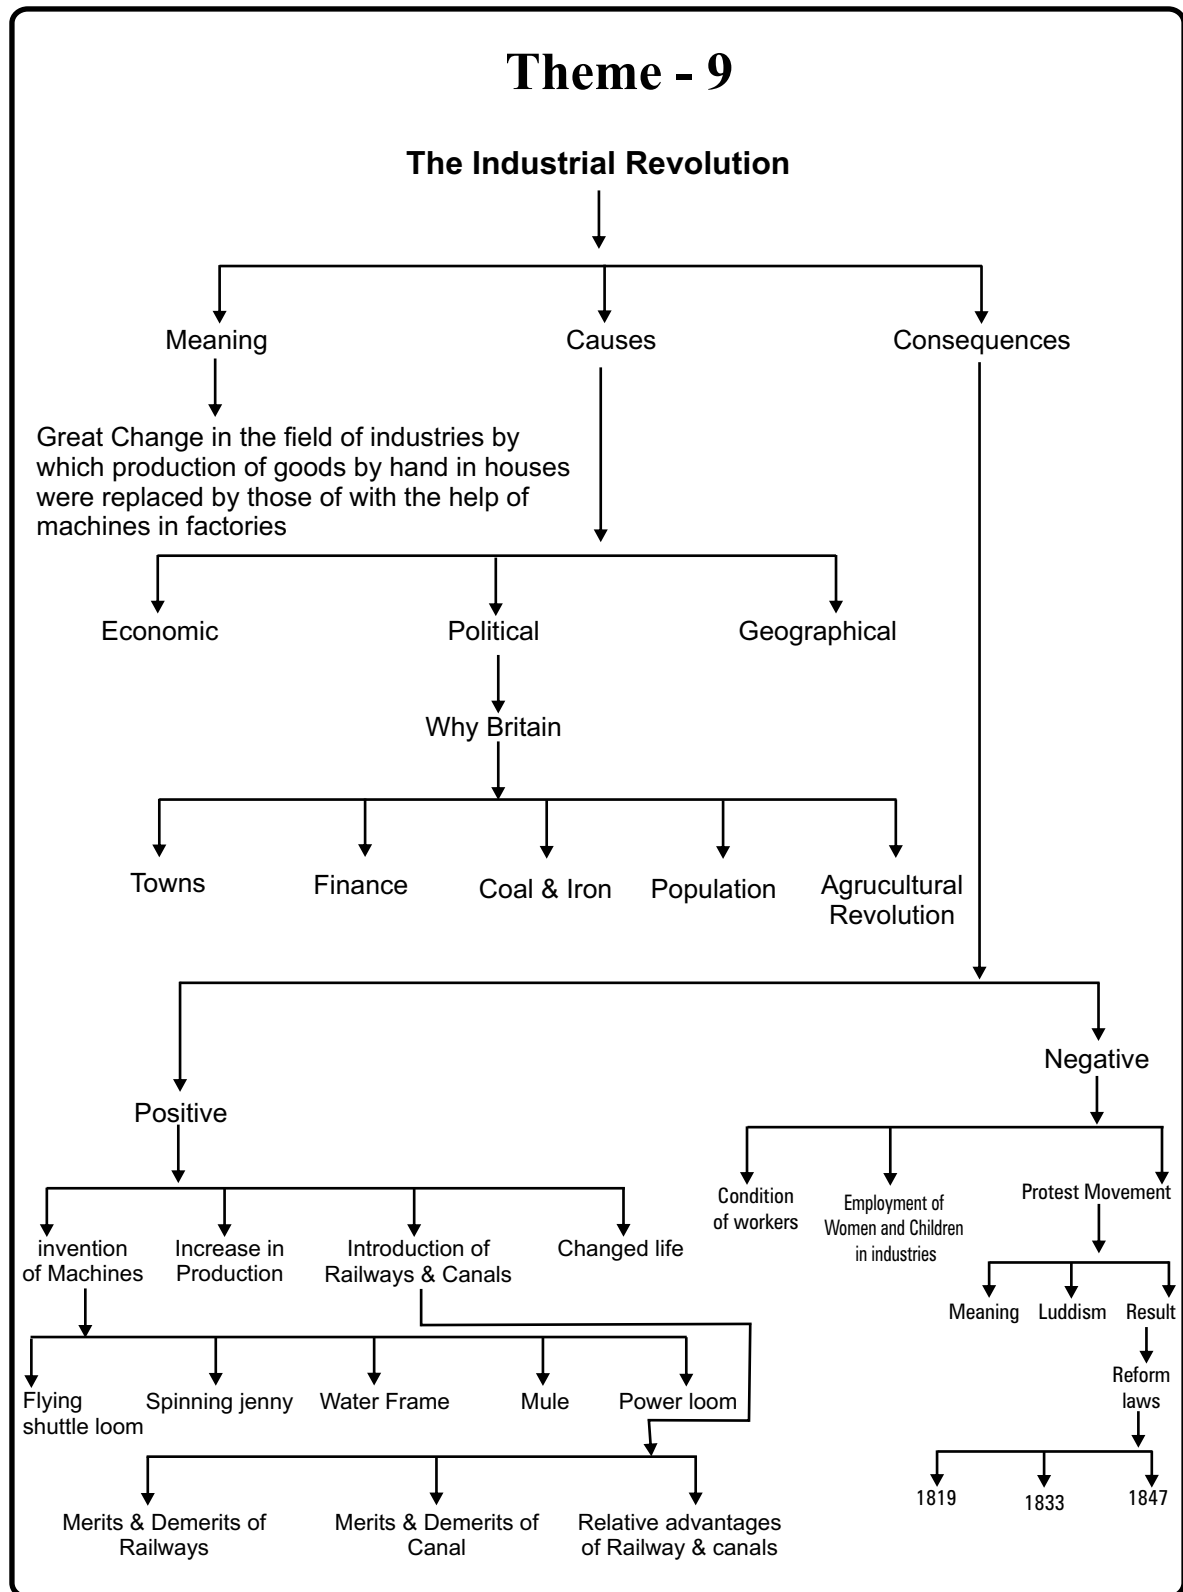 Theme - 9
The Industrial Revolution
Meaning
Causes
Consequences
Great Change in the field of industries by
which production of goods by hand in houses
were replaced by those of with the help of
machines in factories
Economic
Political
Geographical
Why Britain
Towns
Finance
Coal & Iron
Population
Agrucultural
Revolution
Negative
Positive
Condition
of workers
Employment of
Women and Children
in industries
Protest Movement
invention
of Machines
Increase in
Production
Introduction of
Railways & Canals
Changed life
Meaning
Luddism
Result
Reform
laws
Flying
shuttle loom
Spinning jenny
Water Frame
Mule
Power loom
1819
1833
1847
Merits & Demerits of
Railways
Merits & Demerits of
Canal
Relative advantages
of Railway & canals